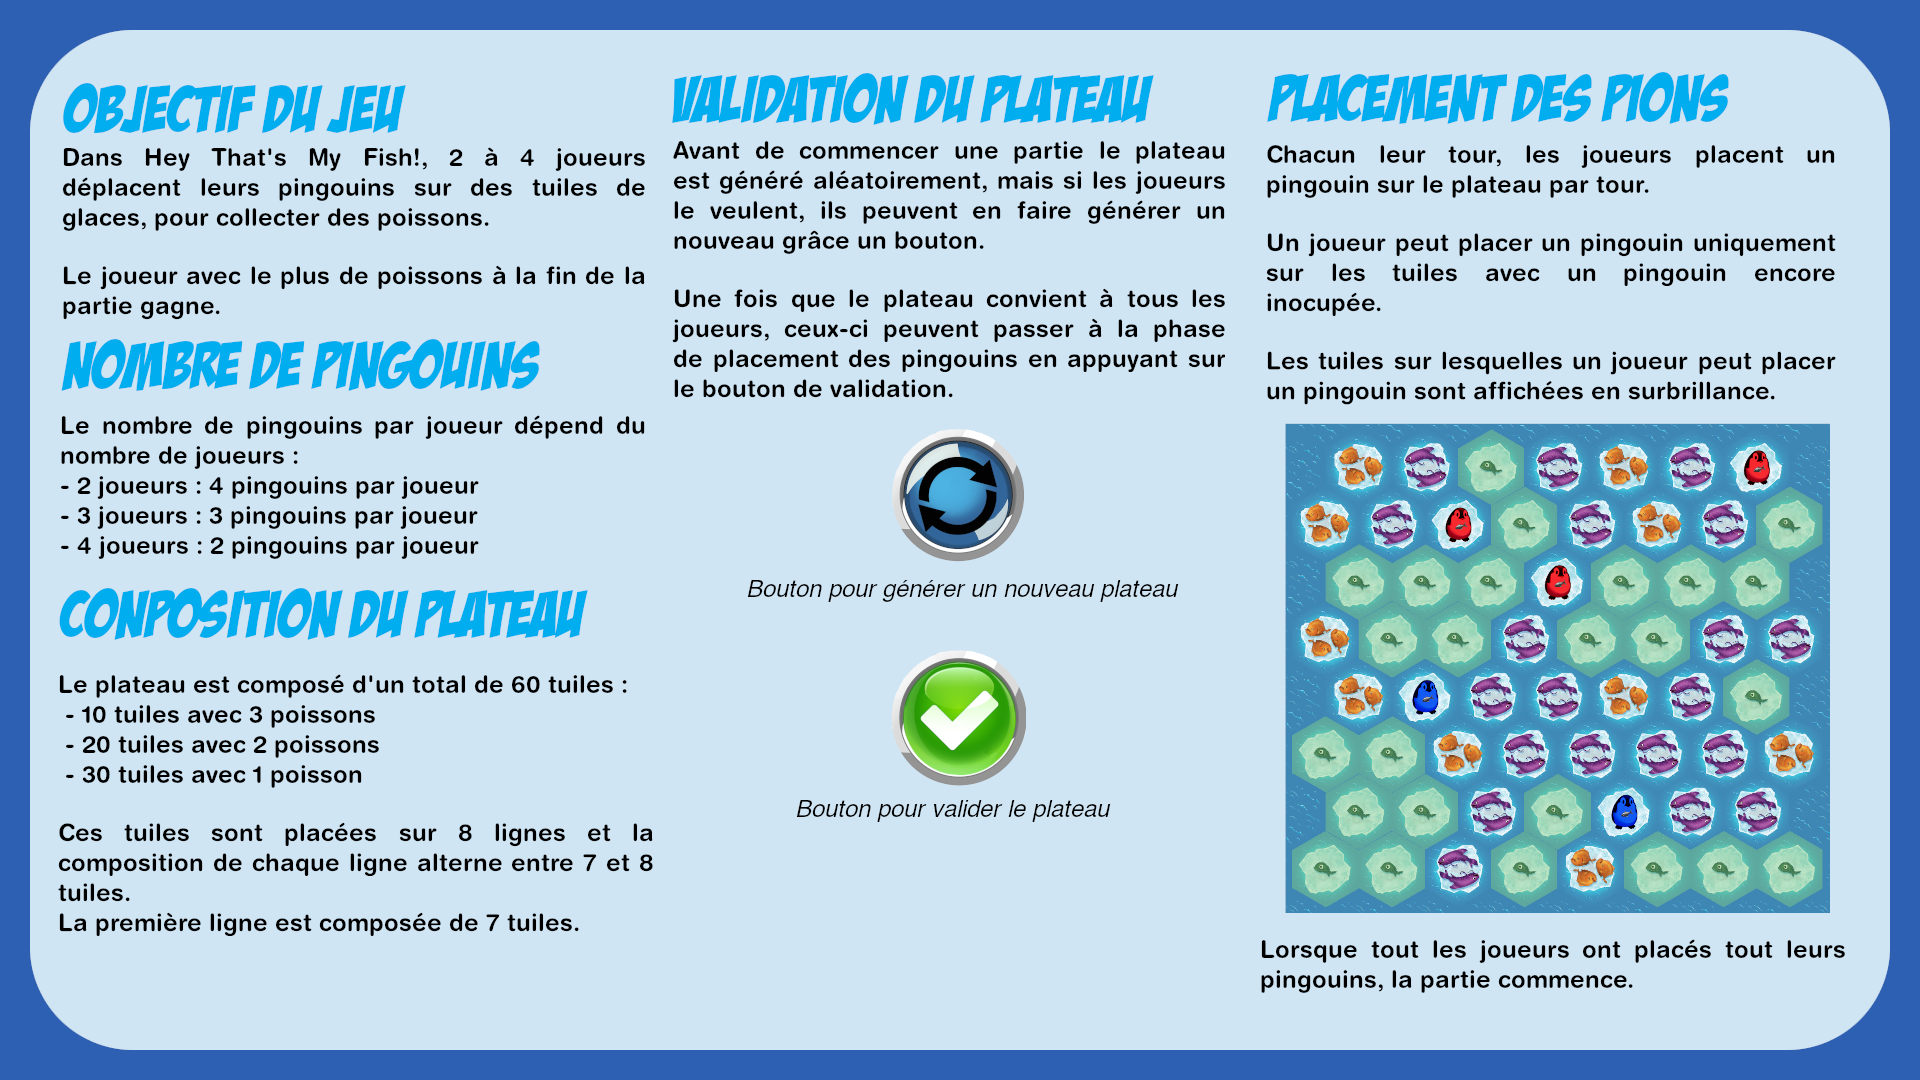 OBJECTIF DU JEU
Dans Hey That's My Fish!, 2 à 4 joueurs
déplacent leurs pingouins sur des tuiles de
glaces, pour collecter des poissons.
Le joueur avec le plus de poissons à la fin de la
partie gagne.
NOMBRE DE PINGOUINS
Le nombre de pingouins par joueur dépend du
nombre de joueurs :
- 2 joueurs : 4 pingouins par joueur
- 3 joueurs : 3 pingouins par joueur
- 4 joueurs : 2 pingouins par joueur
CONPOSITION DU PLATEAU
Le plateau est composé d'un total de 60 tuiles :
- 10 tuiles avec 3 poissons
- 20 tuiles avec 2 poissons
- 30 tuiles avec 1 poisson
Ces tuiles sont placées sur 8 lignes et la
composition de chaque ligne alterne entre 7 et 8
tuiles.
La première ligne est composée de 7 tuiles.
VALIDATION DU PLATEAU
Avant de commencer une partie le plateau
est généré aléatoirement, mais si les joueurs
le veulent, ils peuvent en faire générer un
nouveau grâce un bouton.
Une fois que le plateau convient à tous les
joueurs, ceux-ci peuvent passer à la phase
de placement des pingouins en appuyant sur
le bouton de validation.
Bouton pour générer un nouveau plateau
Bouton pour valider le plateau
PLACEMENT DES PIONS
Chacun leur tour, les joueurs placent un
pingouin sur le plateau par tour.
Un joueur peut placer un pingouin uniquement
sur les tuiles avec un pingouin encore
inocupée.
Les tuiles sur lesquelles un joueur peut placer
un pingouin sont affichées en surbrillance.
Lorsque tout les joueurs ont placés tout leurs
pingouins, la partie commence.